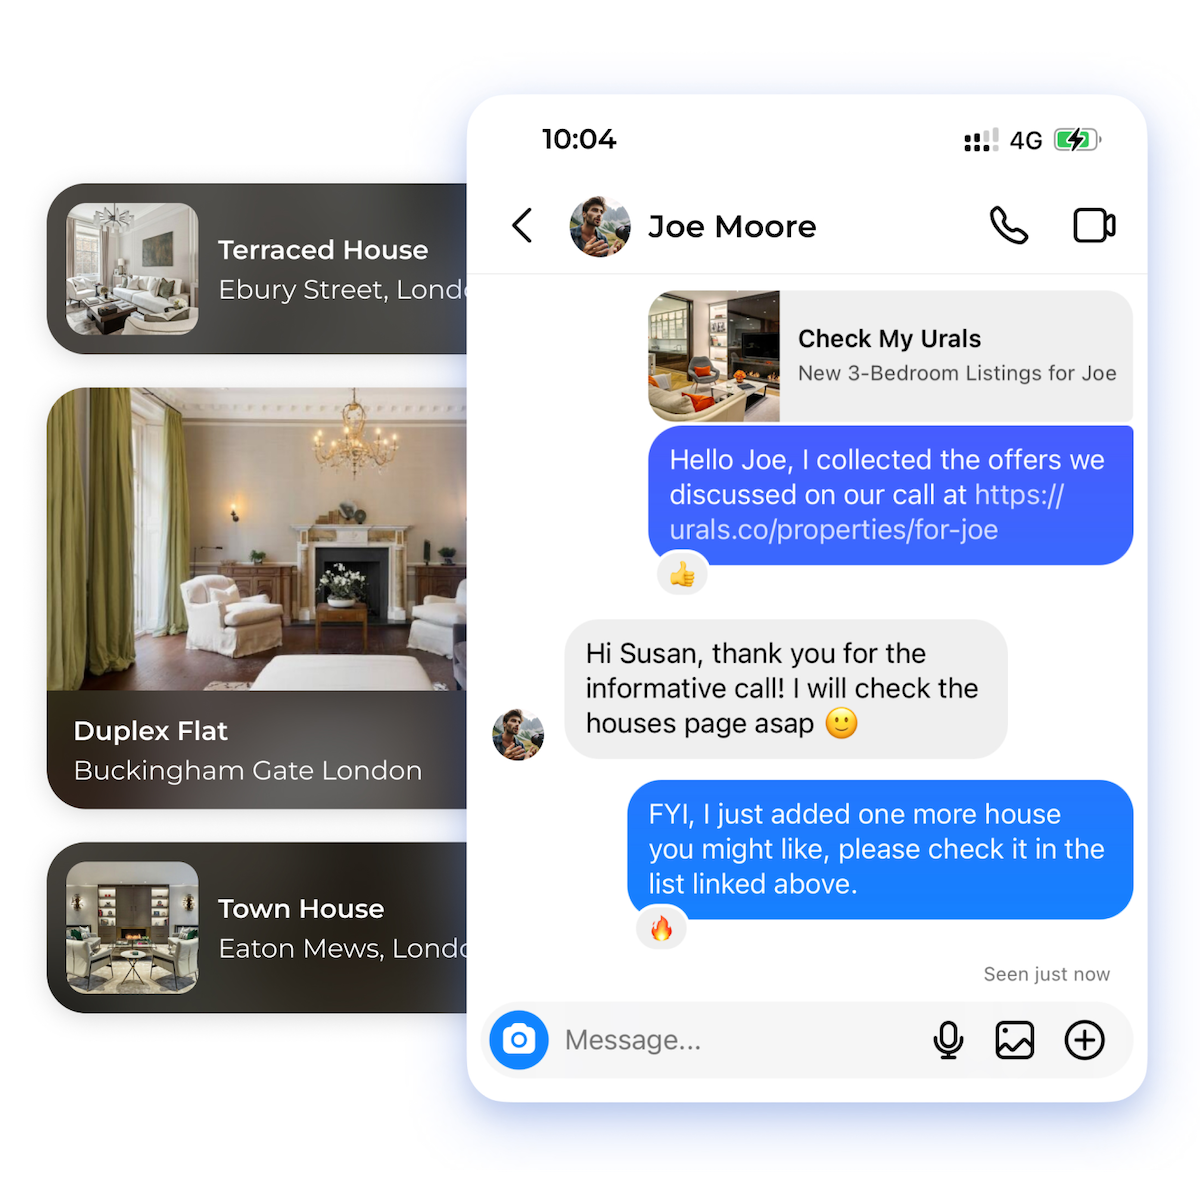 10:04
4G
Joe Moore
Terraced House
Ebury Street,
Duplex Flat
Buckingham Gate London
Town House
Eaton Mews,
Check My Urals
New 3-Bedroom Listings for Joe
Hello Joe, I collected the offers we
discussed on our call at https://
urals.co/properties/for-joe
Hi Susan, thank you for the
informative call! I will check the
houses page asap 🙂
FYI, I just added one more house
you might like, please check it in the
list linked above.
Seen just now
Message...